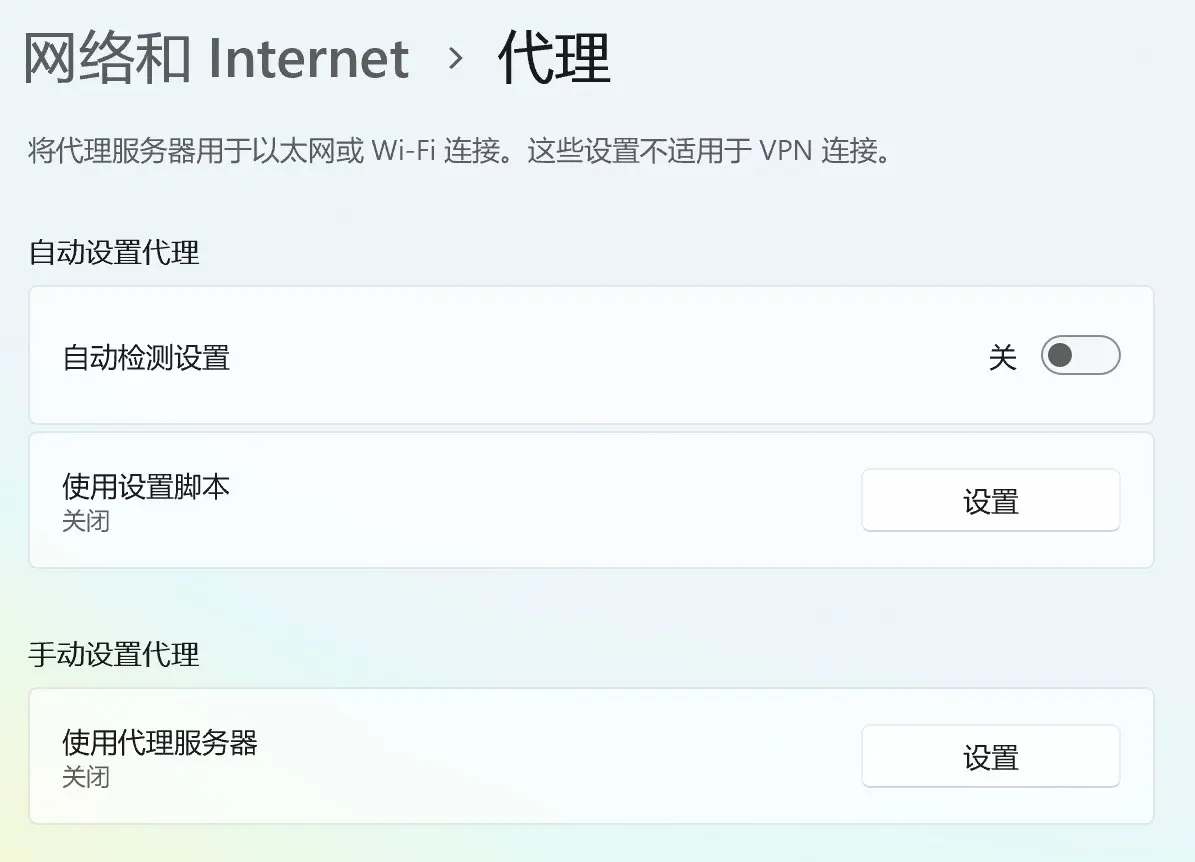 网络和 Internet › 代理
将代理服务器用于以太网或 Wi-Fi 连接。这些设置不适用于 VPN 连接。
自动设置代理
自动检测设置 关
使用设置脚本
关闭
设置
手动设置代理
使用代理服务器
关闭
设置